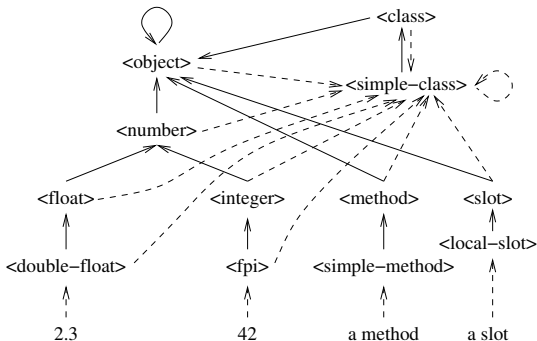 <class>
<object>
<simple−class>
<number>
<float> <integer> <method> <slot>
<local−slot>
<double−float> <fpi> <simple−method>
2.3 42 a method a slot